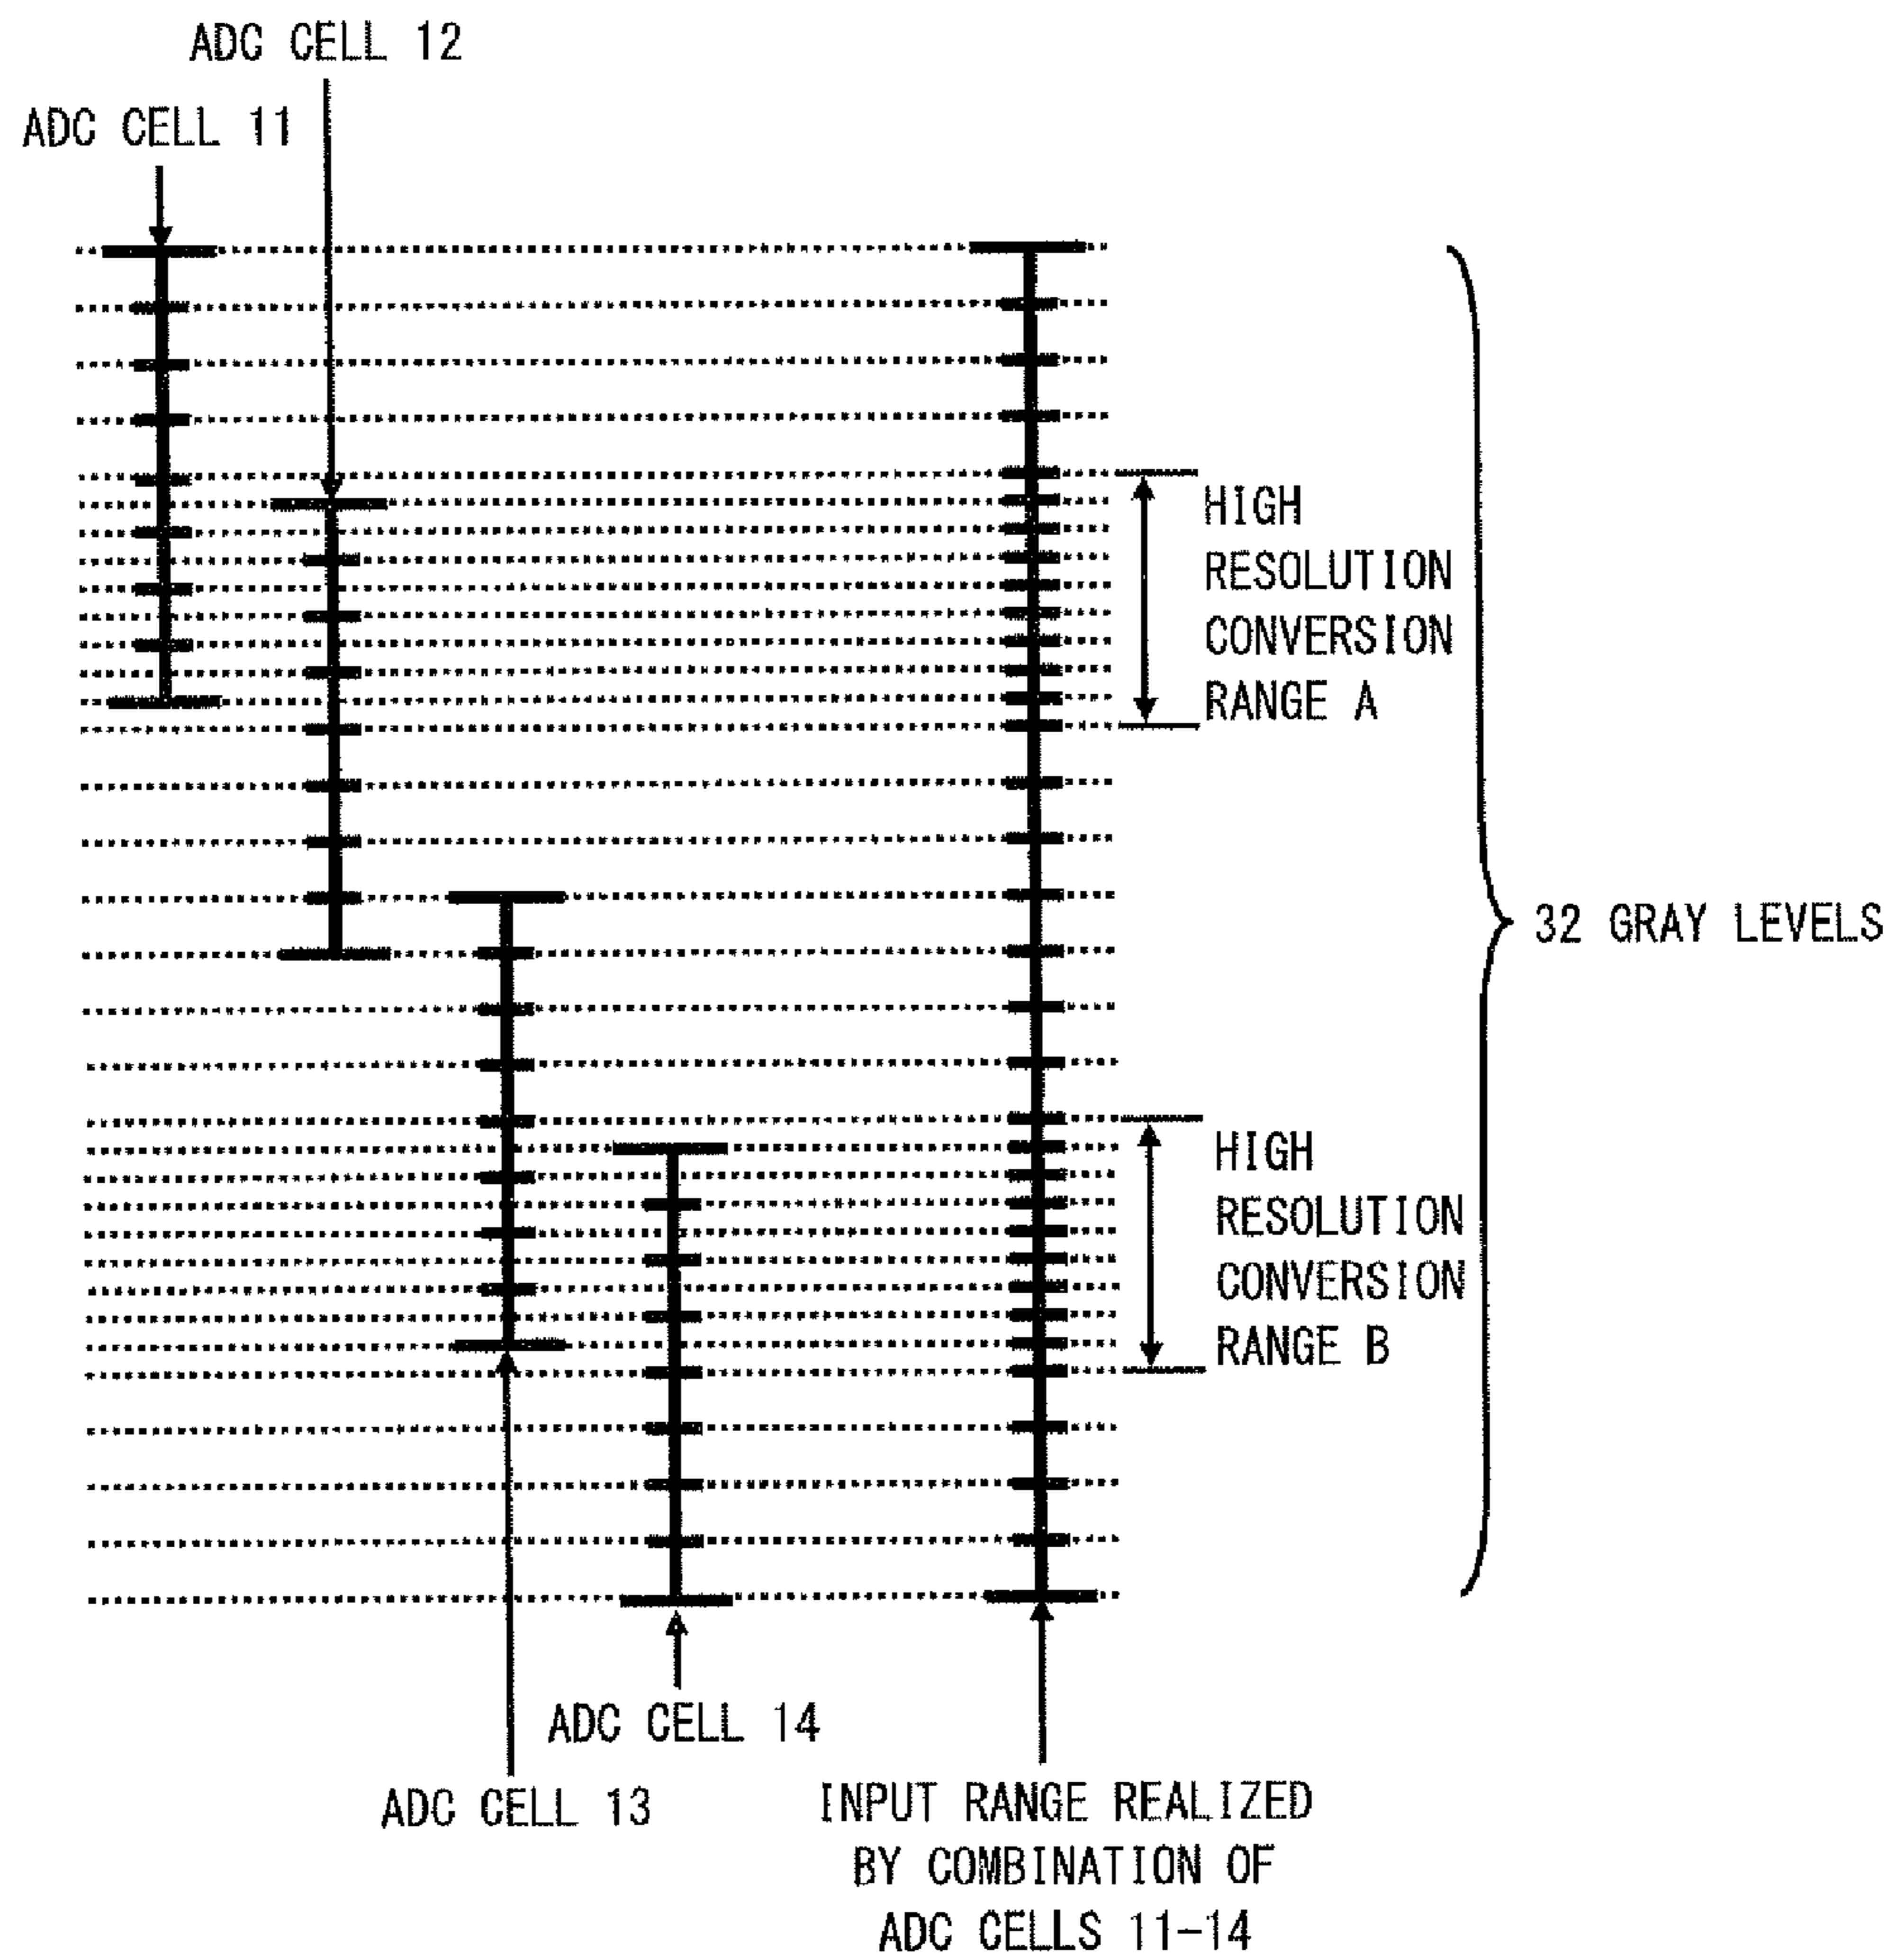 ADC CELL 12
ADC CELL 11
HIGH
RESOLUTION
CONVERSION
RANGE A
32 GRAY LEVELS
HIGH
RESOLUTION
CONVERSION
RANGE B
ADC CELL 14
ADC CELL 13
INPUT RANGE REALIZED
BY COMBINATION OF
ADC CELLS 11-14